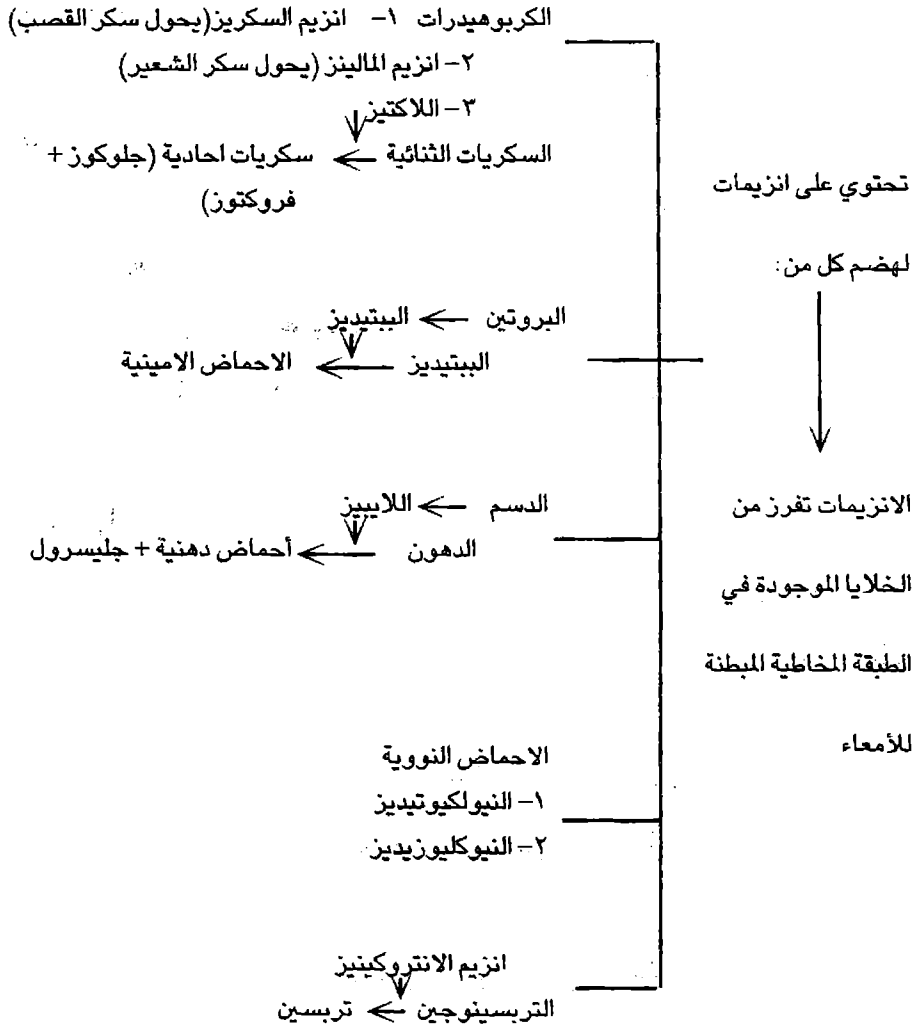 الكربوهيدرات ١- انزيم السكريز(يحول سكر القصب)
٢- انزيم المالينز (يحول سكر الشعير)
٣- اللاكتيز
السكريات الثنائية ← سكريات احادية (جلوكوز +
فروكتوز)
تحتوي على انزيمات
لهضم كل من:
البروتين ← الببتيديز
الببتيديز ← الاحماض الامينية
الانزيمات تفرز من
الخلايا الموجودة في
الطبقة المخاطية المبطنة
للأمعاء
الدسم ← اللايبيز
الدهون ← أحماض دهنية + جليسرول
الاحماض النووية
١- النيولكيوتيديز
٢- النيوكليوزيديز
انزيم الانتروكينيز
التربسينوجين ← تربسين